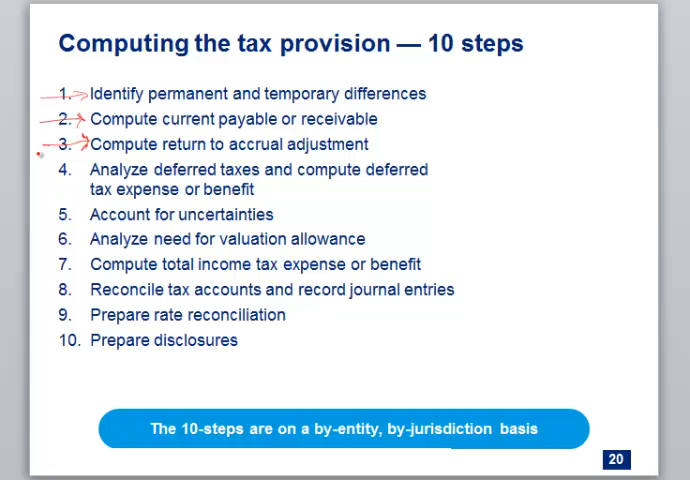 Computing the tax provision — 10 steps
1. Identify permanent and temporary differences
2. Compute current payable or receivable
3. Compute return to accrual adjustment
4. Analyze deferred taxes and compute deferred
tax expense or benefit
5. Account for uncertainties
6. Analyze need for valuation allowance
7. Compute total income tax expense or benefit
8. Reconcile tax accounts and record journal entries
9. Prepare rate reconciliation
10. Prepare disclosures
The 10-steps are on a by-entity, by-jurisdiction basis
20